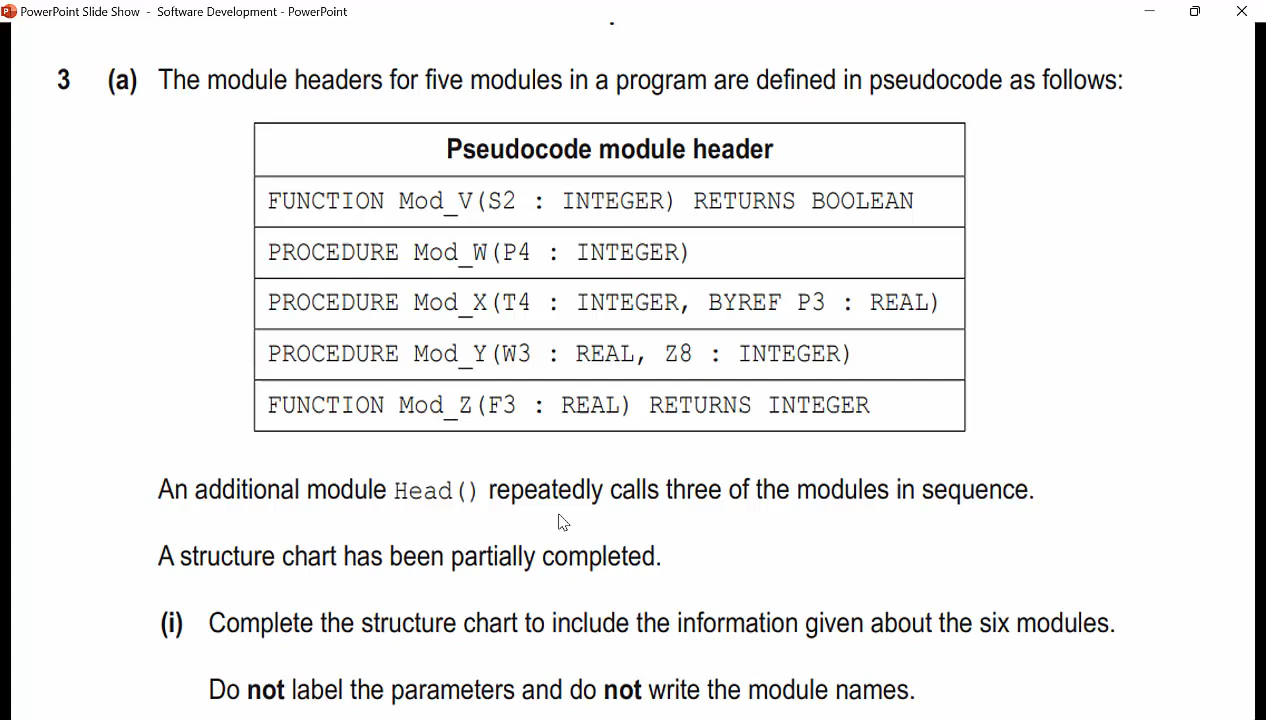 PowerPoint Slide Show - Software Development - PowerPoint
3 (a) The module headers for five modules in a program are defined in pseudocode as follows:
Pseudocode module header
FUNCTION Mod_V(S2 : INTEGER) RETURNS BOOLEAN
PROCEDURE Mod_W(P4 : INTEGER)
PROCEDURE Mod_X(T4 : INTEGER, BYREF P3 : REAL)
PROCEDURE Mod_Y(W3 : REAL, Z8 : INTEGER)
FUNCTION Mod_Z(F3 : REAL) RETURNS INTEGER
An additional module Head() repeatedly calls three of the modules in sequence.
A structure chart has been partially completed.
(i) Complete the structure chart to include the information given about the six modules.
Do not label the parameters and do not write the module names.